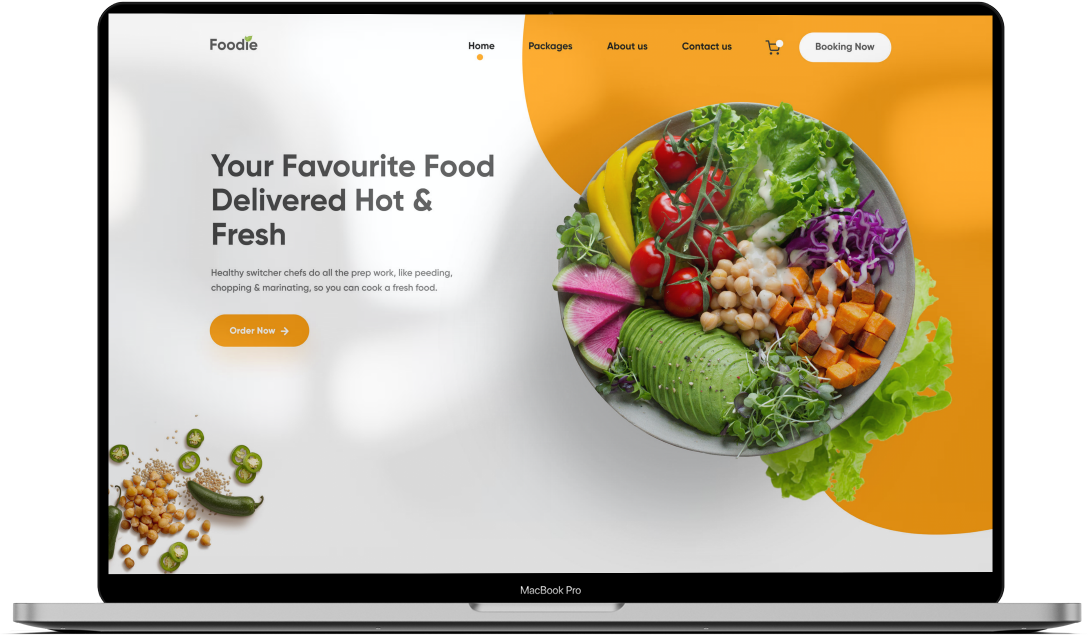 Foodie
Home Packages About us Contact us Booking Now
Your Favourite Food
Delivered Hot &
Fresh
Healthy switcher chefs do all the prep work, like peeding,
chopping & marinating, so you can cook a fresh food.
Order Now →
MacBook Pro